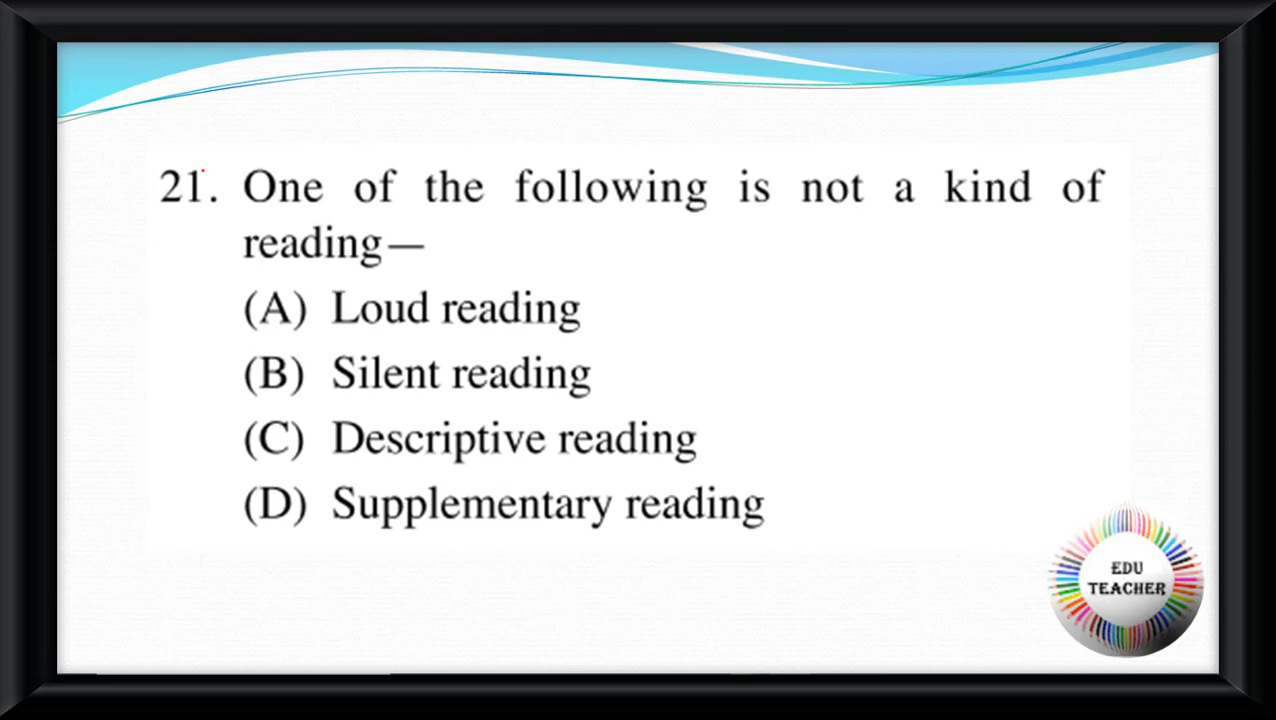 21. One of the following is not a kind of
reading—
(A) Loud reading
(B) Silent reading
(C) Descriptive reading
(D) Supplementary reading
EDU
TEACHER